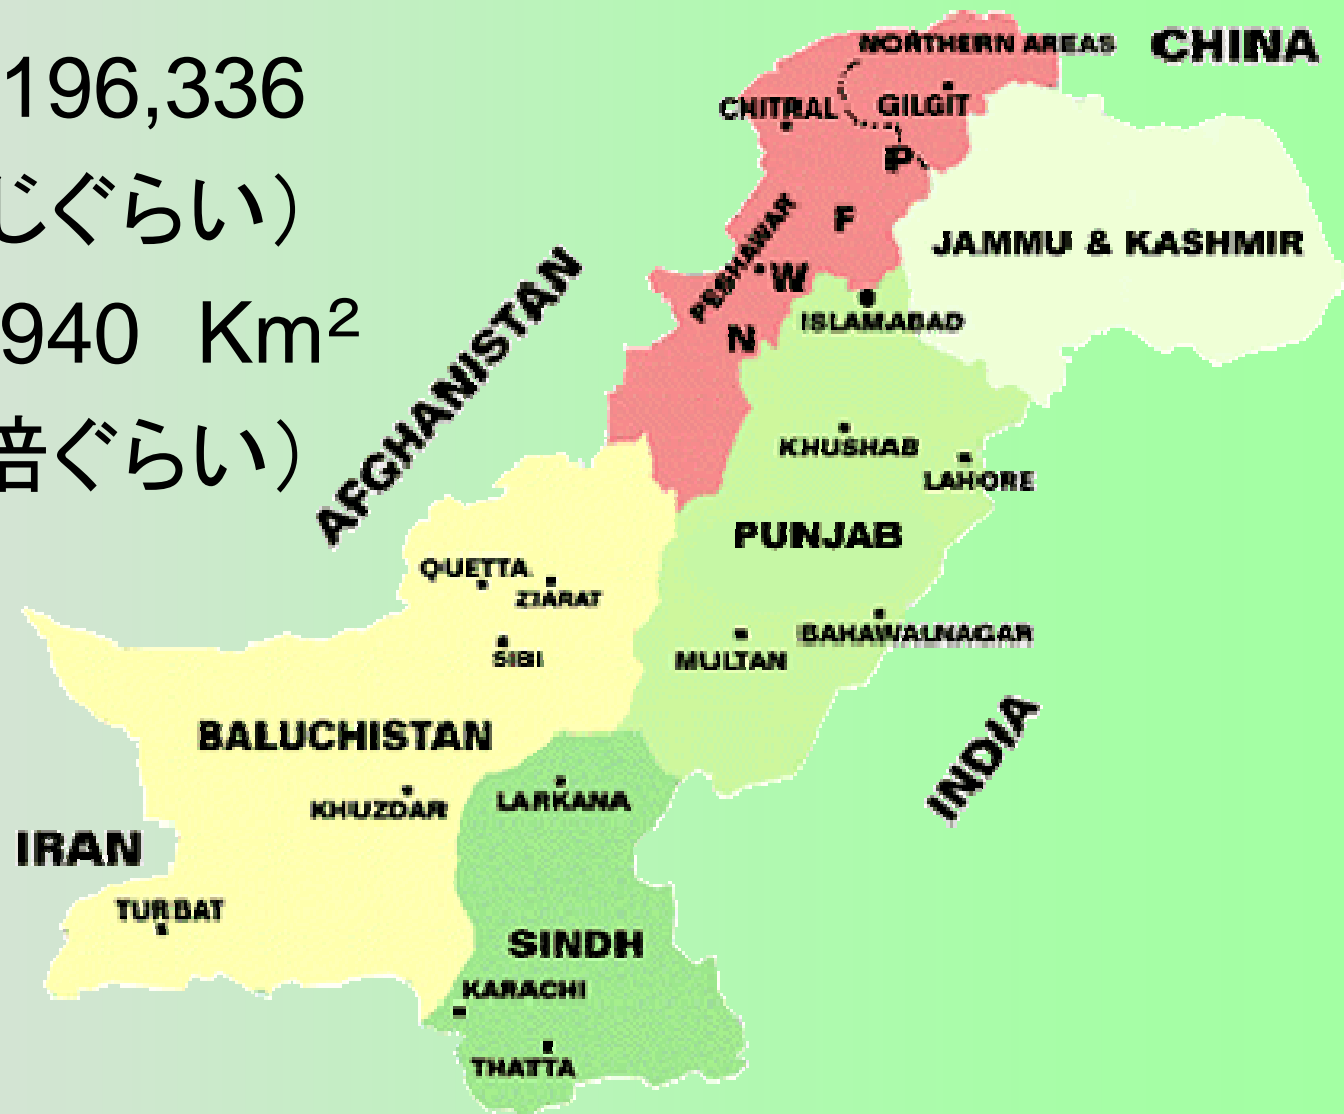 196,336
じぐらい）
940 Km²
倍ぐらい）
NORTHERN AREAS
CHINA
CHITRAL
GILGIT
P
F
JAMMU & KASHMIR
PESHAWAR
W
N
ISLAMABAD
AFGHANISTAN
KHUSHAB
LAHORE
PUNJAB
QUETTA
ZIARAT
SIBI
MULTAN
BAHAWALNAGAR
INDIA
BALUCHISTAN
KHUZDAR
LARKANA
IRAN
TURBAT
SINDH
KARACHI
THATTA